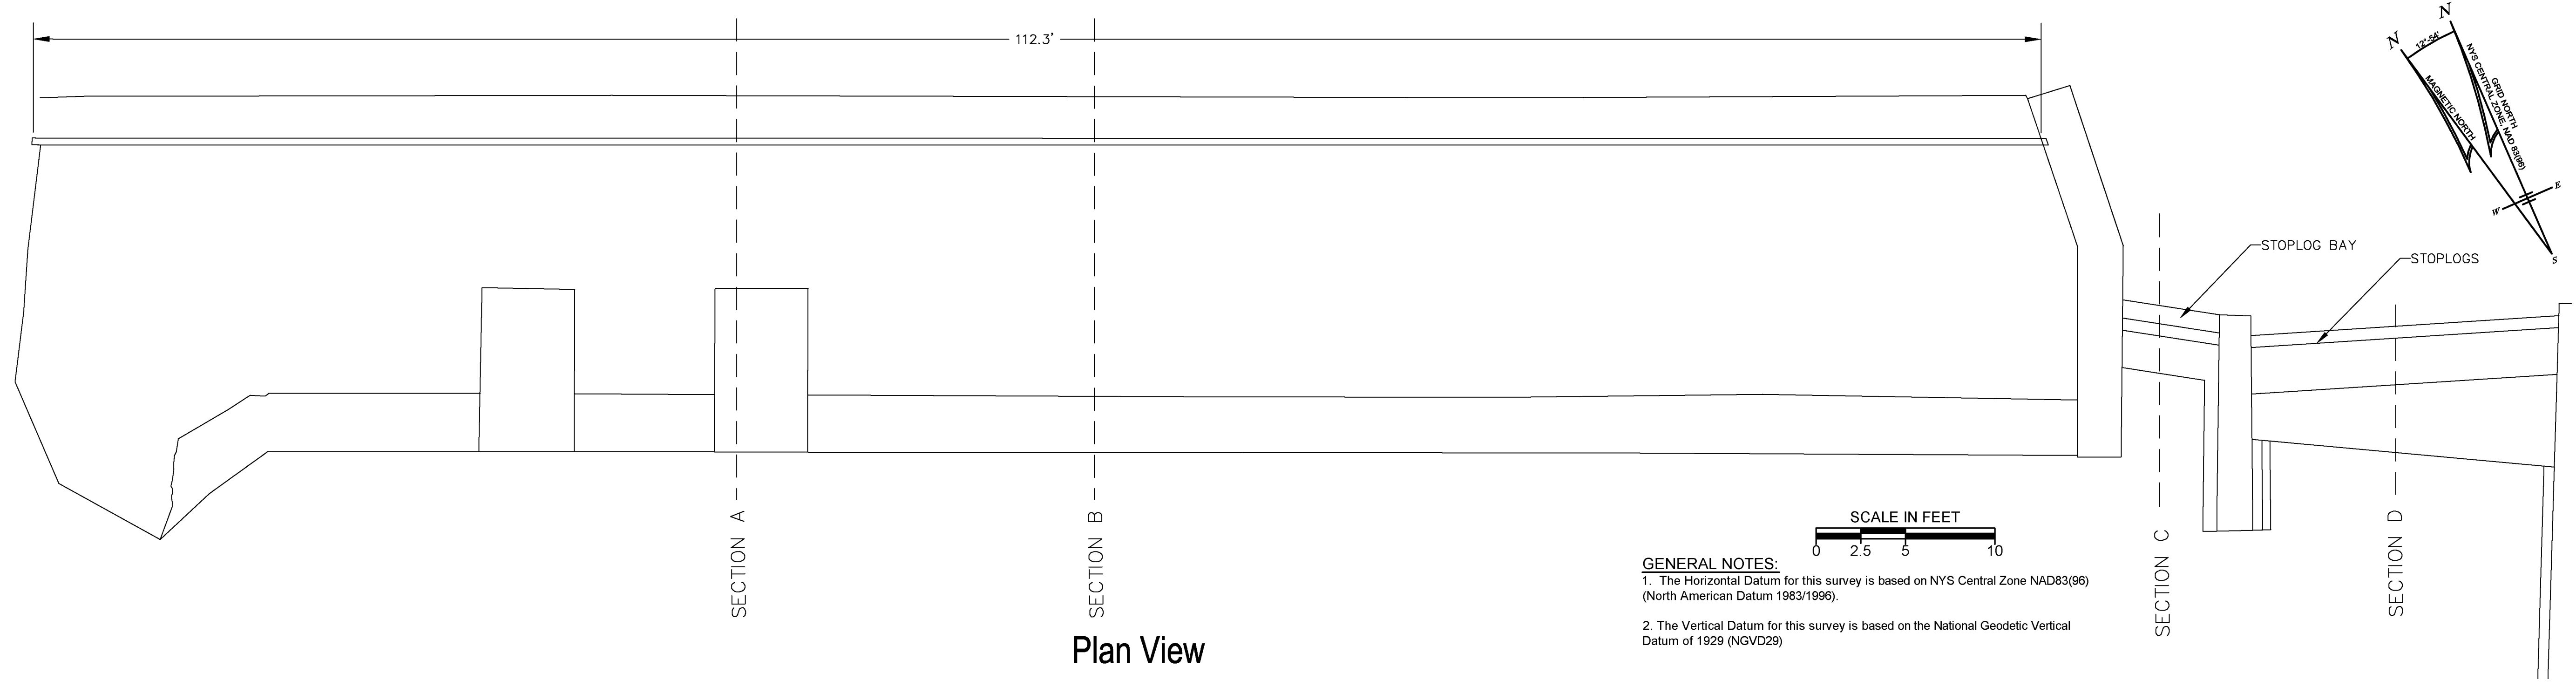 112.3'
N
N
12°-54'
MAGNETIC NORTH
NYS CENTRAL ZONE, NAD 83(96)
GRID NORTH
E
W
S
STOPLOG BAY
STOPLOGS
SECTION A
SECTION B
SECTION C
SECTION D
SCALE IN FEET
0 2.5 5 10
GENERAL NOTES:
1. The Horizontal Datum for this survey is based on NYS Central Zone NAD83(96)
(North American Datum 1983/1996).
2. The Vertical Datum for this survey is based on the National Geodetic Vertical
Datum of 1929 (NGVD29)
Plan View